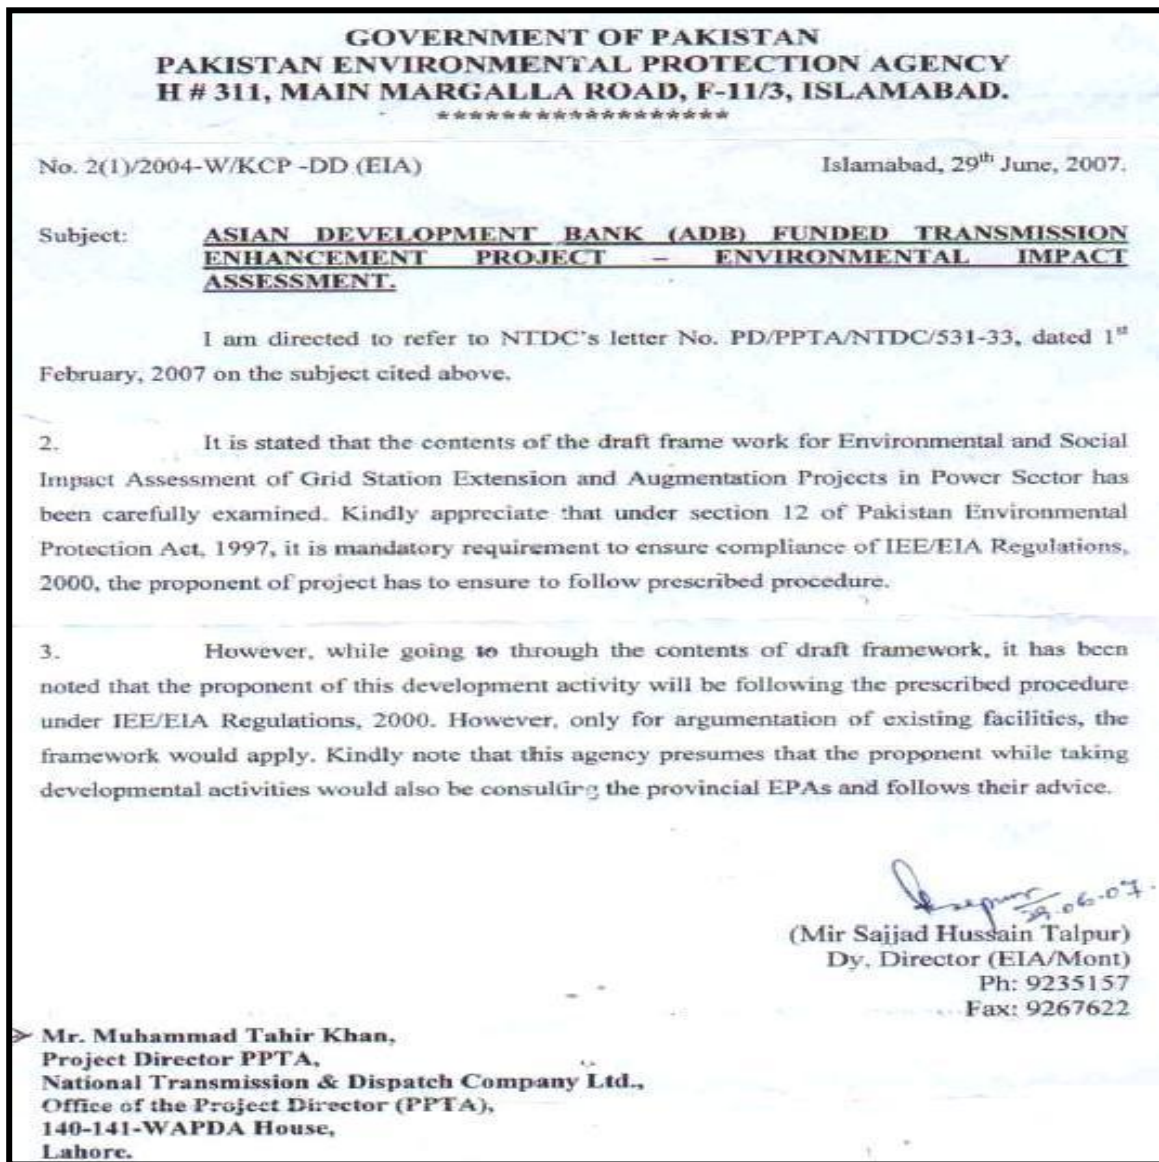 GOVERNMENT OF PAKISTAN
PAKISTAN ENVIRONMENTAL PROTECTION AGENCY
H # 311, MAIN MARGALLA ROAD, F-11/3, ISLAMABAD.
******************
No. 2(1)/2004-W/KCP -DD (EIA) Islamabad, 29th June, 2007.
Subject: ASIAN DEVELOPMENT BANK (ADB) FUNDED TRANSMISSION
ENHANCEMENT PROJECT – ENVIRONMENTAL IMPACT
ASSESSMENT.
I am directed to refer to NTDC's letter No. PD/PPTA/NTDC/531-33, dated 1st
February, 2007 on the subject cited above.
2. It is stated that the contents of the draft frame work for Environmental and Social
Impact Assessment of Grid Station Extension and Augmentation Projects in Power Sector has
been carefully examined. Kindly appreciate that under section 12 of Pakistan Environmental
Protection Act, 1997, it is mandatory requirement to ensure compliance of IEE/EIA Regulations,
2000, the proponent of project has to ensure to follow prescribed procedure.
3. However, while going to through the contents of draft framework, it has been
noted that the proponent of this development activity will be following the prescribed procedure
under IEE/EIA Regulations, 2000. However, only for argumentation of existing facilities, the
framework would apply. Kindly note that this agency presumes that the proponent while taking
developmental activities would also be consulting the provincial EPAs and follows their advice.
29.06.07.
(Mir Sajjad Hussain Talpur)
Dy. Director (EIA/Mont)
Ph: 9235157
Fax: 9267622
Mr. Muhammad Tahir Khan,
Project Director PPTA,
National Transmission & Dispatch Company Ltd.,
Office of the Project Director (PPTA),
140-141-WAPDA House,
Lahore.